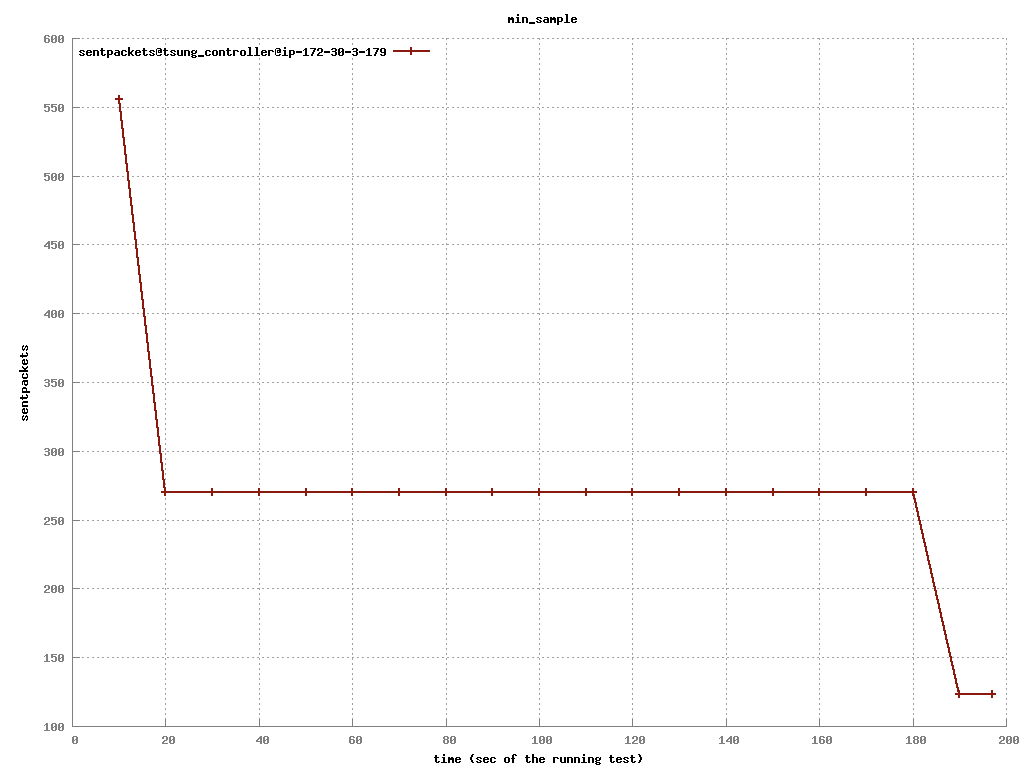 min_sample
600
sentpackets@tsung_controller@ip-172-30-3-179
550
500
450
400
350
sentpackets
300
250
200
150
100
0 20 40 60 80 100 120 140 160 180 200
time (sec of the running test)